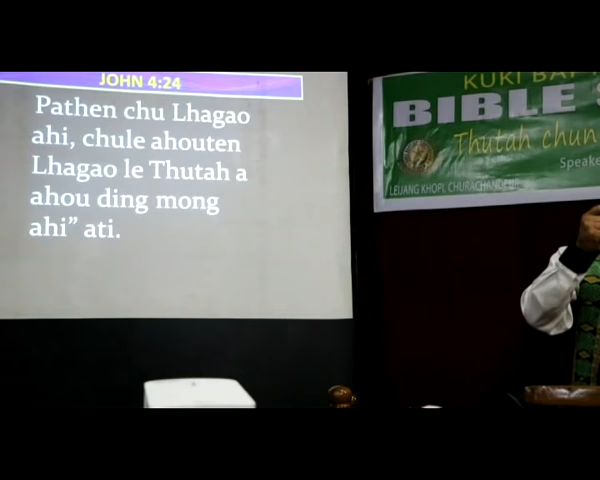 JOHN 4:24
Pathen chu Lhagao
ahi, chule ahouten
Lhagao le Thutah a
ahou ding mong
ahi” ati.
KUKI BAP
BIBLE S
Thutah chun
Speake
LEIJANG KHOPI, CHURACHANDPUR